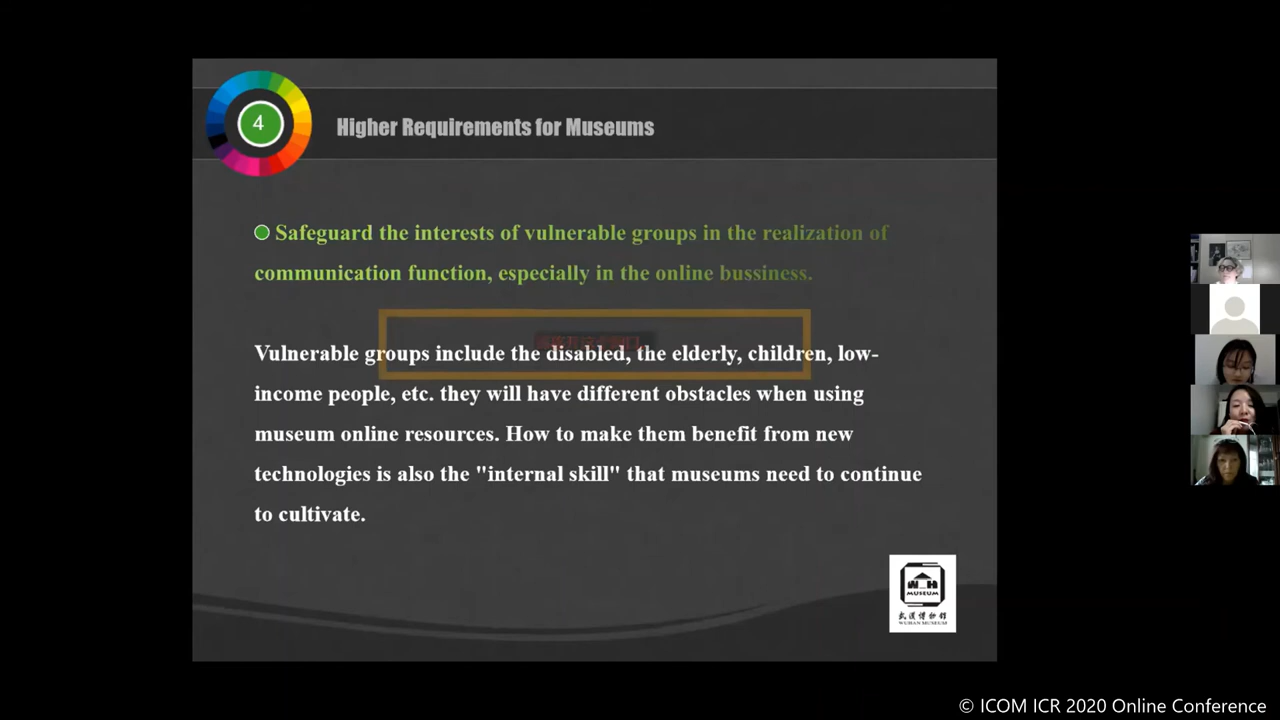 4
Higher Requirements for Museums
Safeguard the interests of vulnerable groups in the realization of
communication function, especially in the online bussiness.
Vulnerable groups include the disabled, the elderly, children, low-
income people, etc. they will have different obstacles when using
museum online resources. How to make them benefit from new
technologies is also the "internal skill" that museums need to continue
to cultivate.
W H
MUSEUM
武漢博物館
WUHAN MUSEUM
© ICOM ICR 2020 Online Conference